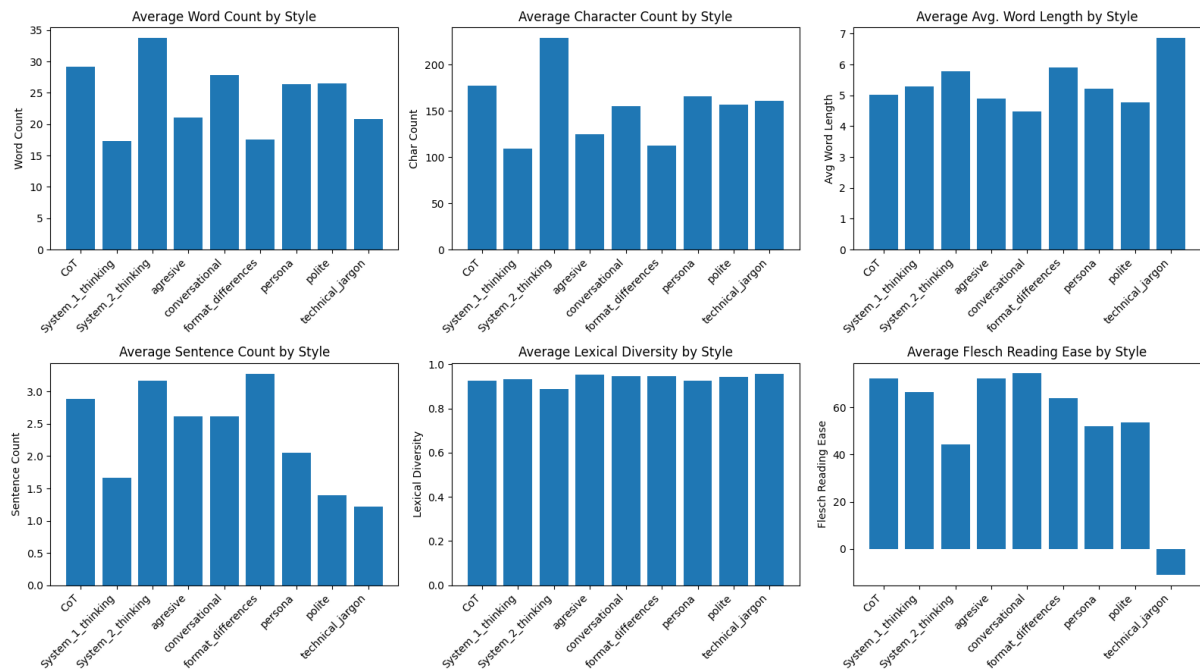 Average Word Count by Style
Word Count
35
30
25
20
15
10
5
0
CoT
System_1_thinking
System_2_thinking
agresive
conversational
format_differences
persona
polite
technical_jargon
Average Character Count by Style
Char Count
200
150
100
50
0
CoT
System_1_thinking
System_2_thinking
agresive
conversational
format_differences
persona
polite
technical_jargon
Average Avg. Word Length by Style
Avg Word Length
7
6
5
4
3
2
1
0
CoT
System_1_thinking
System_2_thinking
agresive
conversational
format_differences
persona
polite
technical_jargon
Average Sentence Count by Style
Sentence Count
3.0
2.5
2.0
1.5
1.0
0.5
0.0
CoT
System_1_thinking
System_2_thinking
agresive
conversational
format_differences
persona
polite
technical_jargon
Average Lexical Diversity by Style
Lexical Diversity
1.0
0.8
0.6
0.4
0.2
0.0
CoT
System_1_thinking
System_2_thinking
agresive
conversational
format_differences
persona
polite
technical_jargon
Average Flesch Reading Ease by Style
Flesch Reading Ease
60
40
20
0
CoT
System_1_thinking
System_2_thinking
agresive
conversational
format_differences
persona
polite
technical_jargon